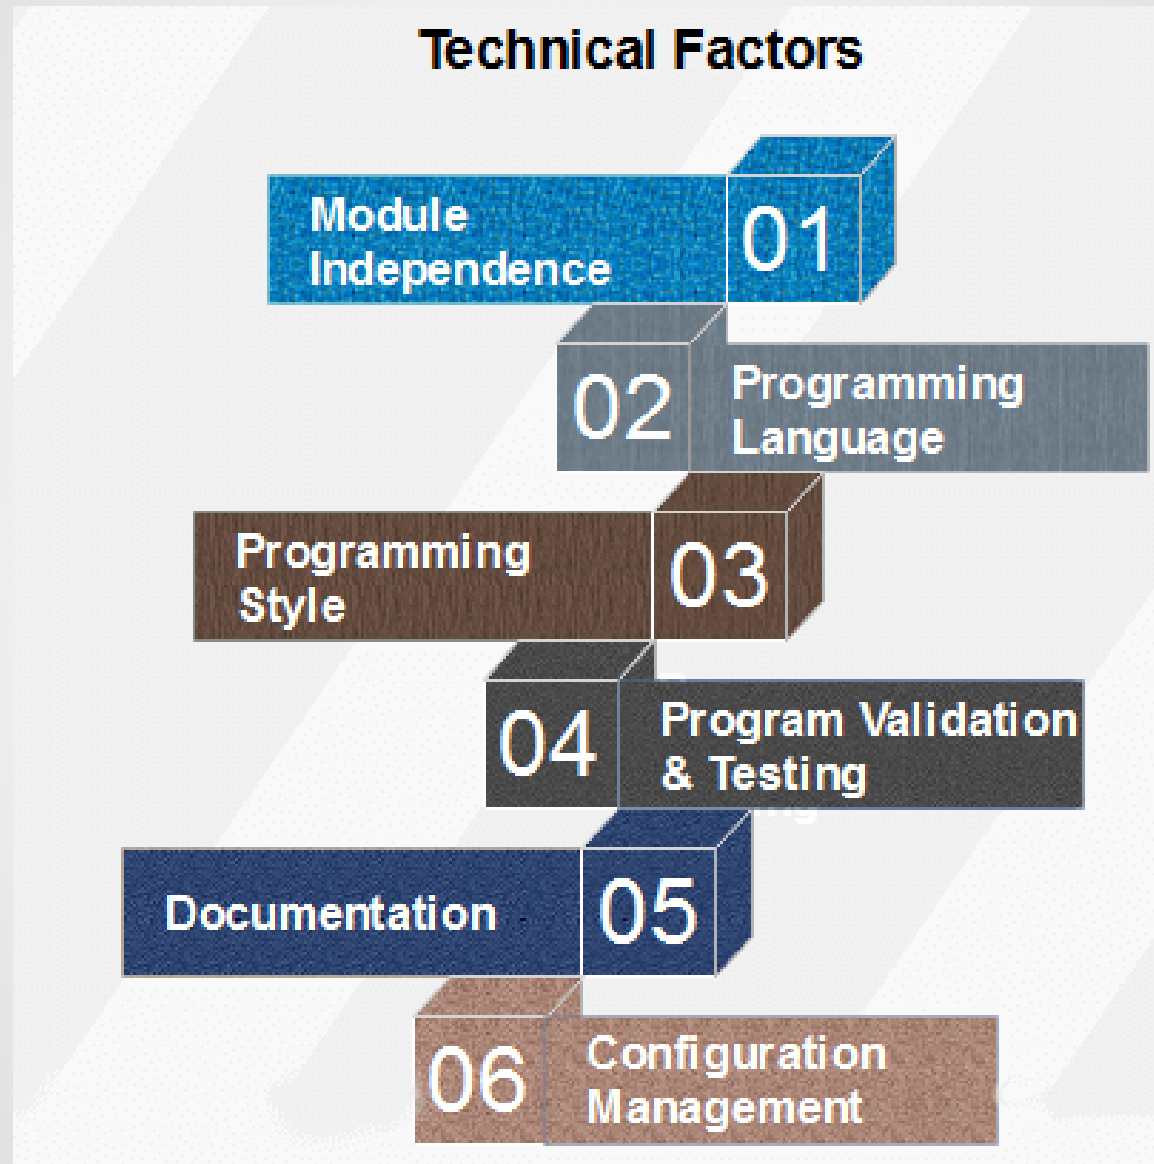 Technical Factors
Module
Independence
01
02
Programming
Language
Programming
Style
03
04
Program Validation
& Testing
Documentation
05
06
Configuration
Management